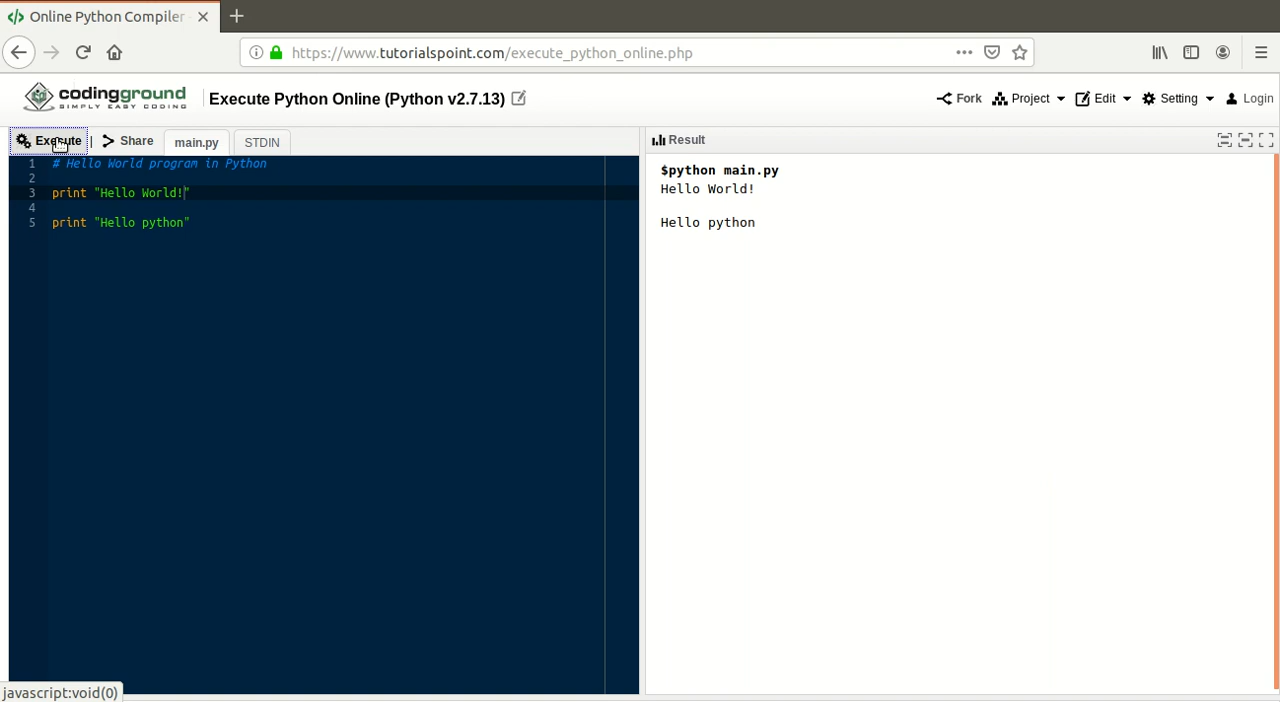 Online Python Compiler
https://www.tutorialspoint.com/execute_python_online.php
codingground
SIMPLY EASY CODING
Execute Python Online (Python v2.7.13)
Fork Project Edit Setting Login
Execute | Share main.py STDIN
1 # Hello World program in Python
2
3 print "Hello World!"
4
5 print "Hello python"
Result
$python main.py
Hello World!
Hello python
javascript:void(0)